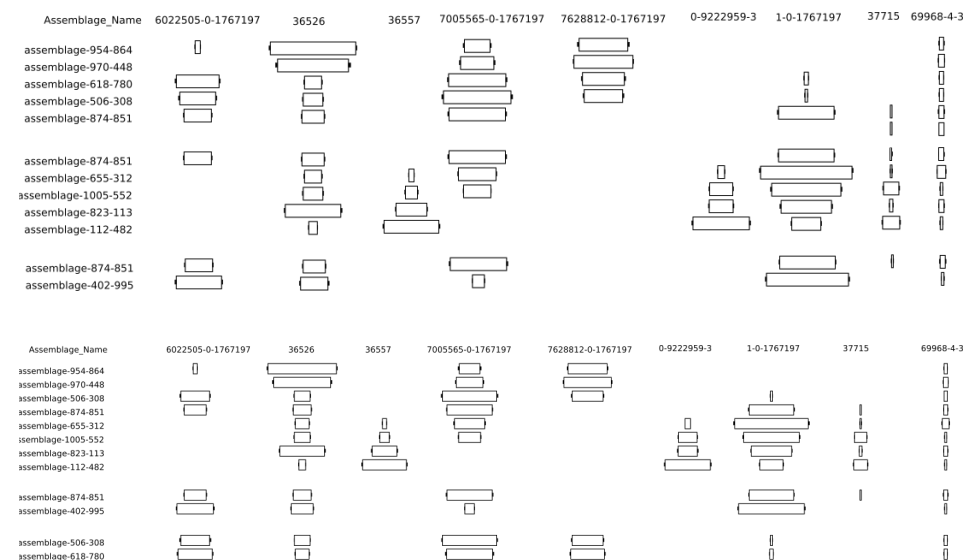 Assemblage_Name 6022505-0-1767197 36526 36557 7005565-0-1767197 7628812-0-1767197 0-9222959-3 1-0-1767197 37715 69968-4-3
assemblage-954-864
assemblage-970-448
assemblage-618-780
assemblage-506-308
assemblage-874-851
assemblage-874-851
assemblage-655-312
assemblage-1005-552
assemblage-823-113
assemblage-112-482
assemblage-874-851
assemblage-402-995
Assemblage_Name 6022505-0-1767197 36526 36557 7005565-0-1767197 7628812-0-1767197 0-9222959-3 1-0-1767197 37715 69968-4-3
assemblage-954-864
assemblage-970-448
assemblage-506-308
assemblage-874-851
assemblage-655-312
ssemblage-1005-552
assemblage-823-113
assemblage-112-482
assemblage-874-851
assemblage-402-995
assemblage-506-308
assemblage-618-780